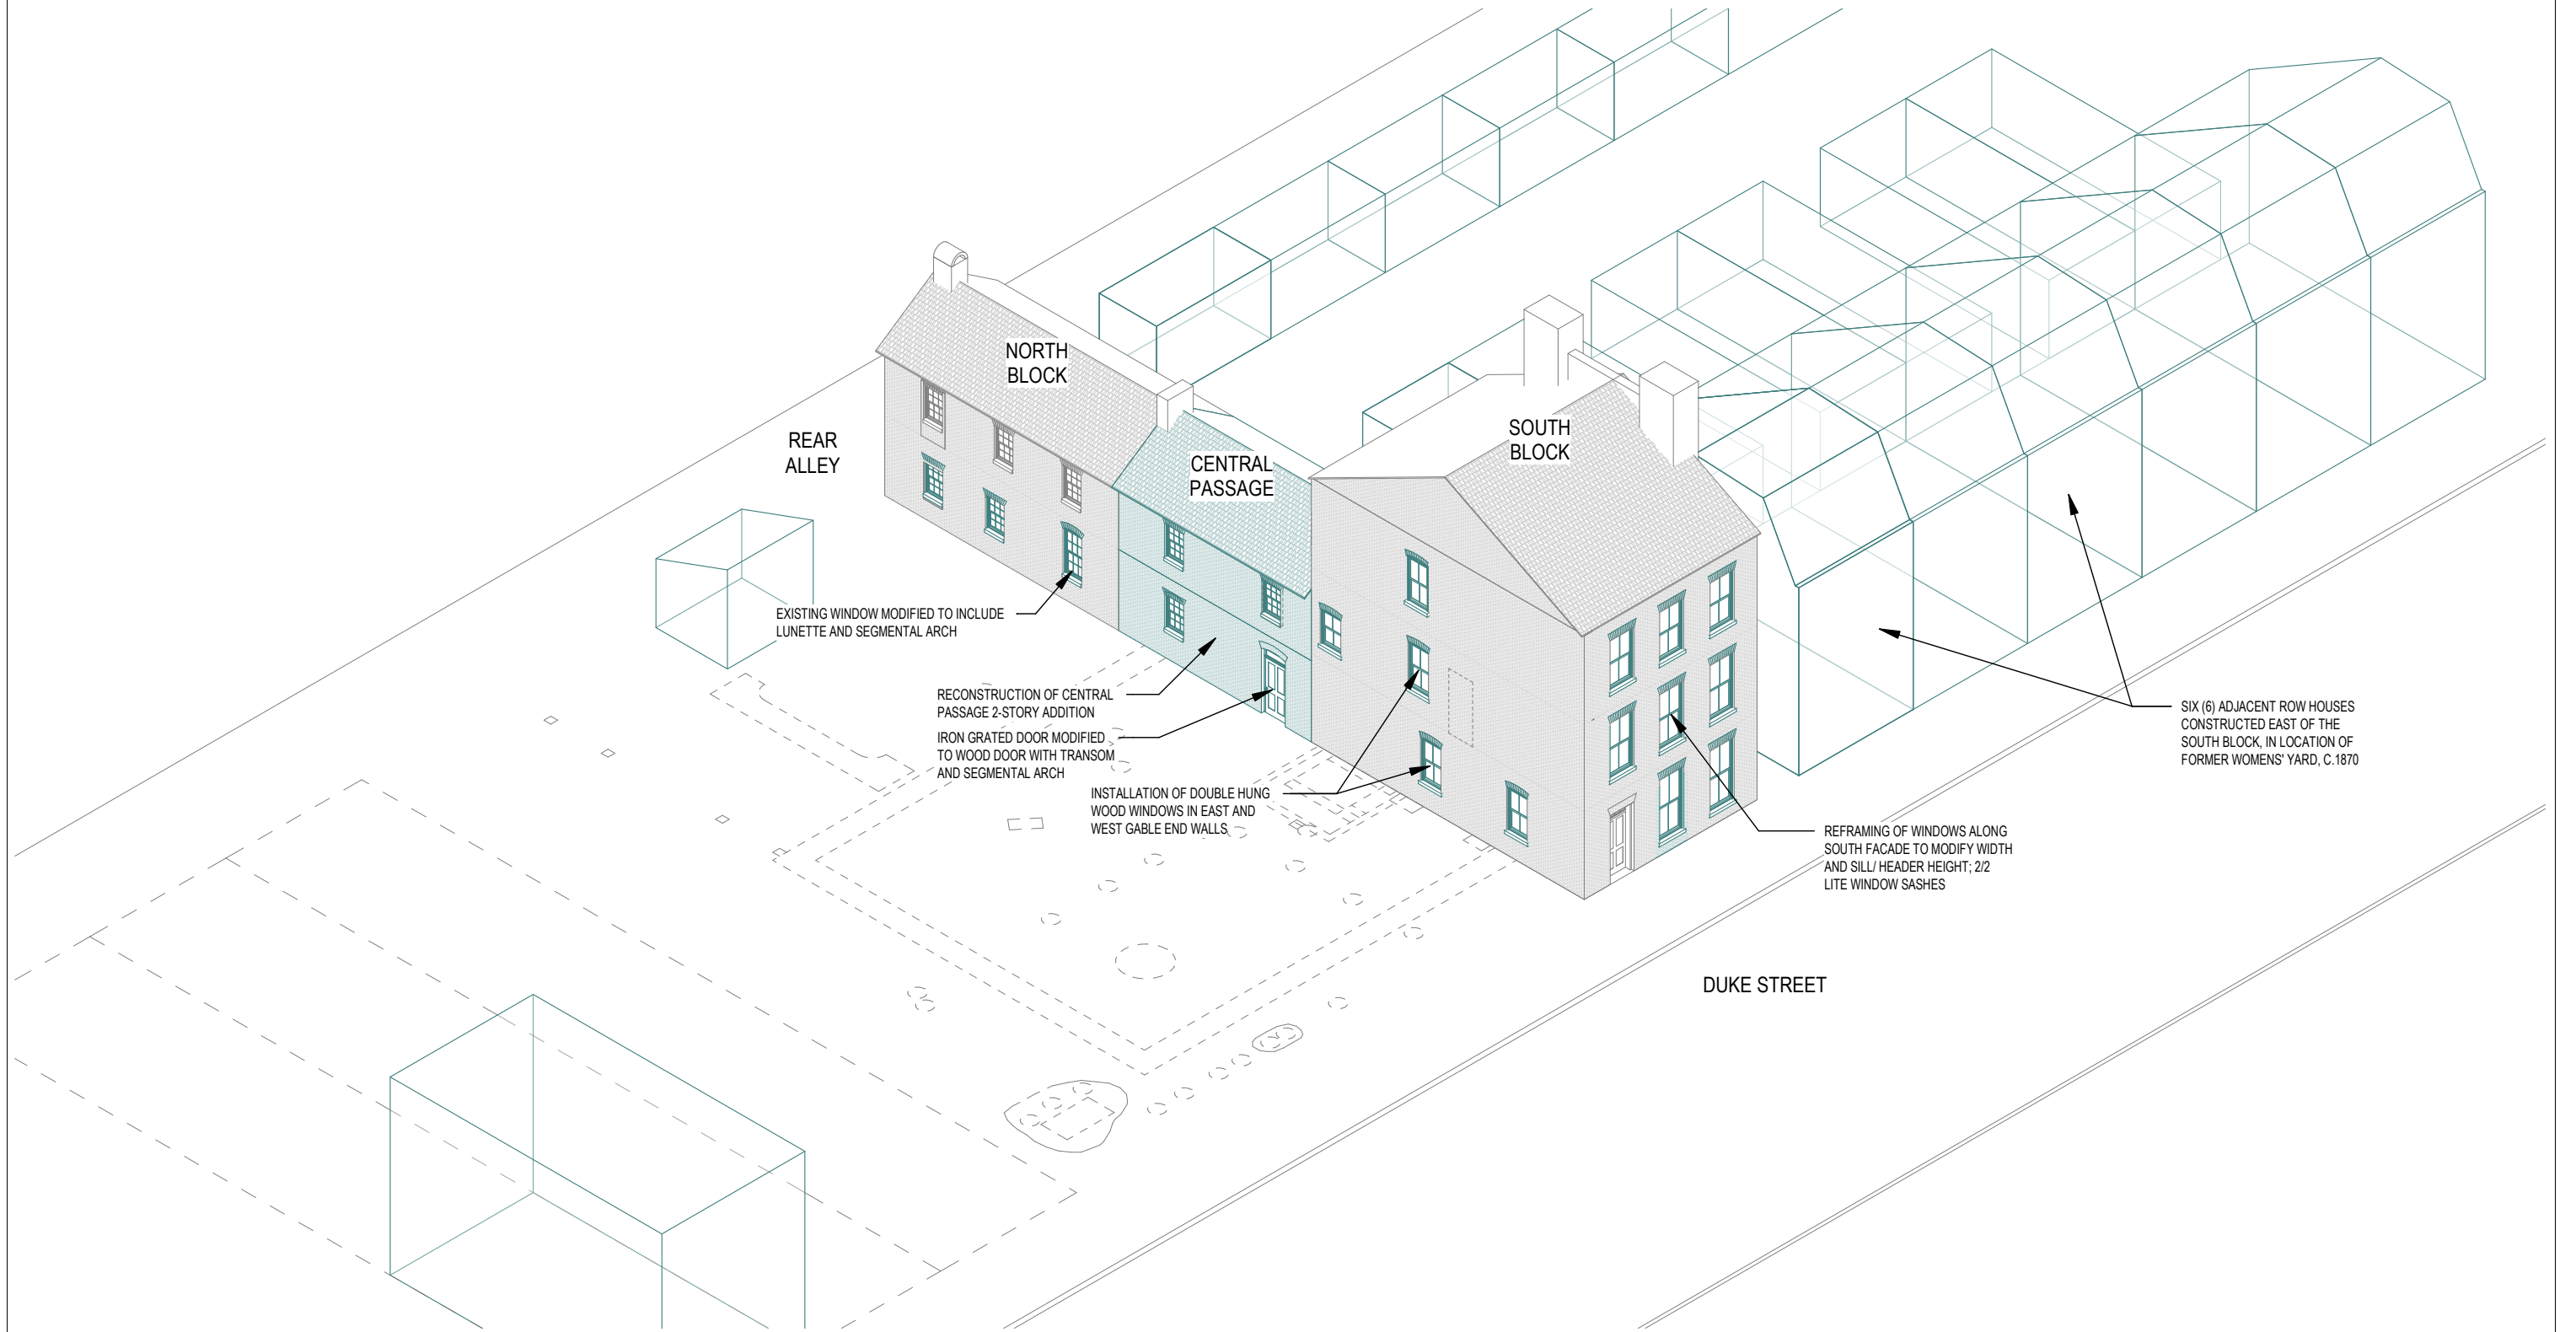 NORTH
BLOCK
REAR
ALLEY
CENTRAL
PASSAGE
SOUTH
BLOCK
EXISTING WINDOW MODIFIED TO INCLUDE
LUNETTE AND SEGMENTAL ARCH
RECONSTRUCTION OF CENTRAL
PASSAGE 2-STORY ADDITION
IRON GRATED DOOR MODIFIED
TO WOOD DOOR WITH TRANSOM
AND SEGMENTAL ARCH
INSTALLATION OF DOUBLE HUNG
WOOD WINDOWS IN EAST AND
WEST GABLE END WALLS
SIX (6) ADJACENT ROW HOUSES
CONSTRUCTED EAST OF THE
SOUTH BLOCK, IN LOCATION OF
FORMER WOMENS' YARD, C.1870
REFRAMING OF WINDOWS ALONG
SOUTH FACADE TO MODIFY WIDTH
AND SILL/ HEADER HEIGHT; 2/2
LITE WINDOW SASHES
DUKE STREET